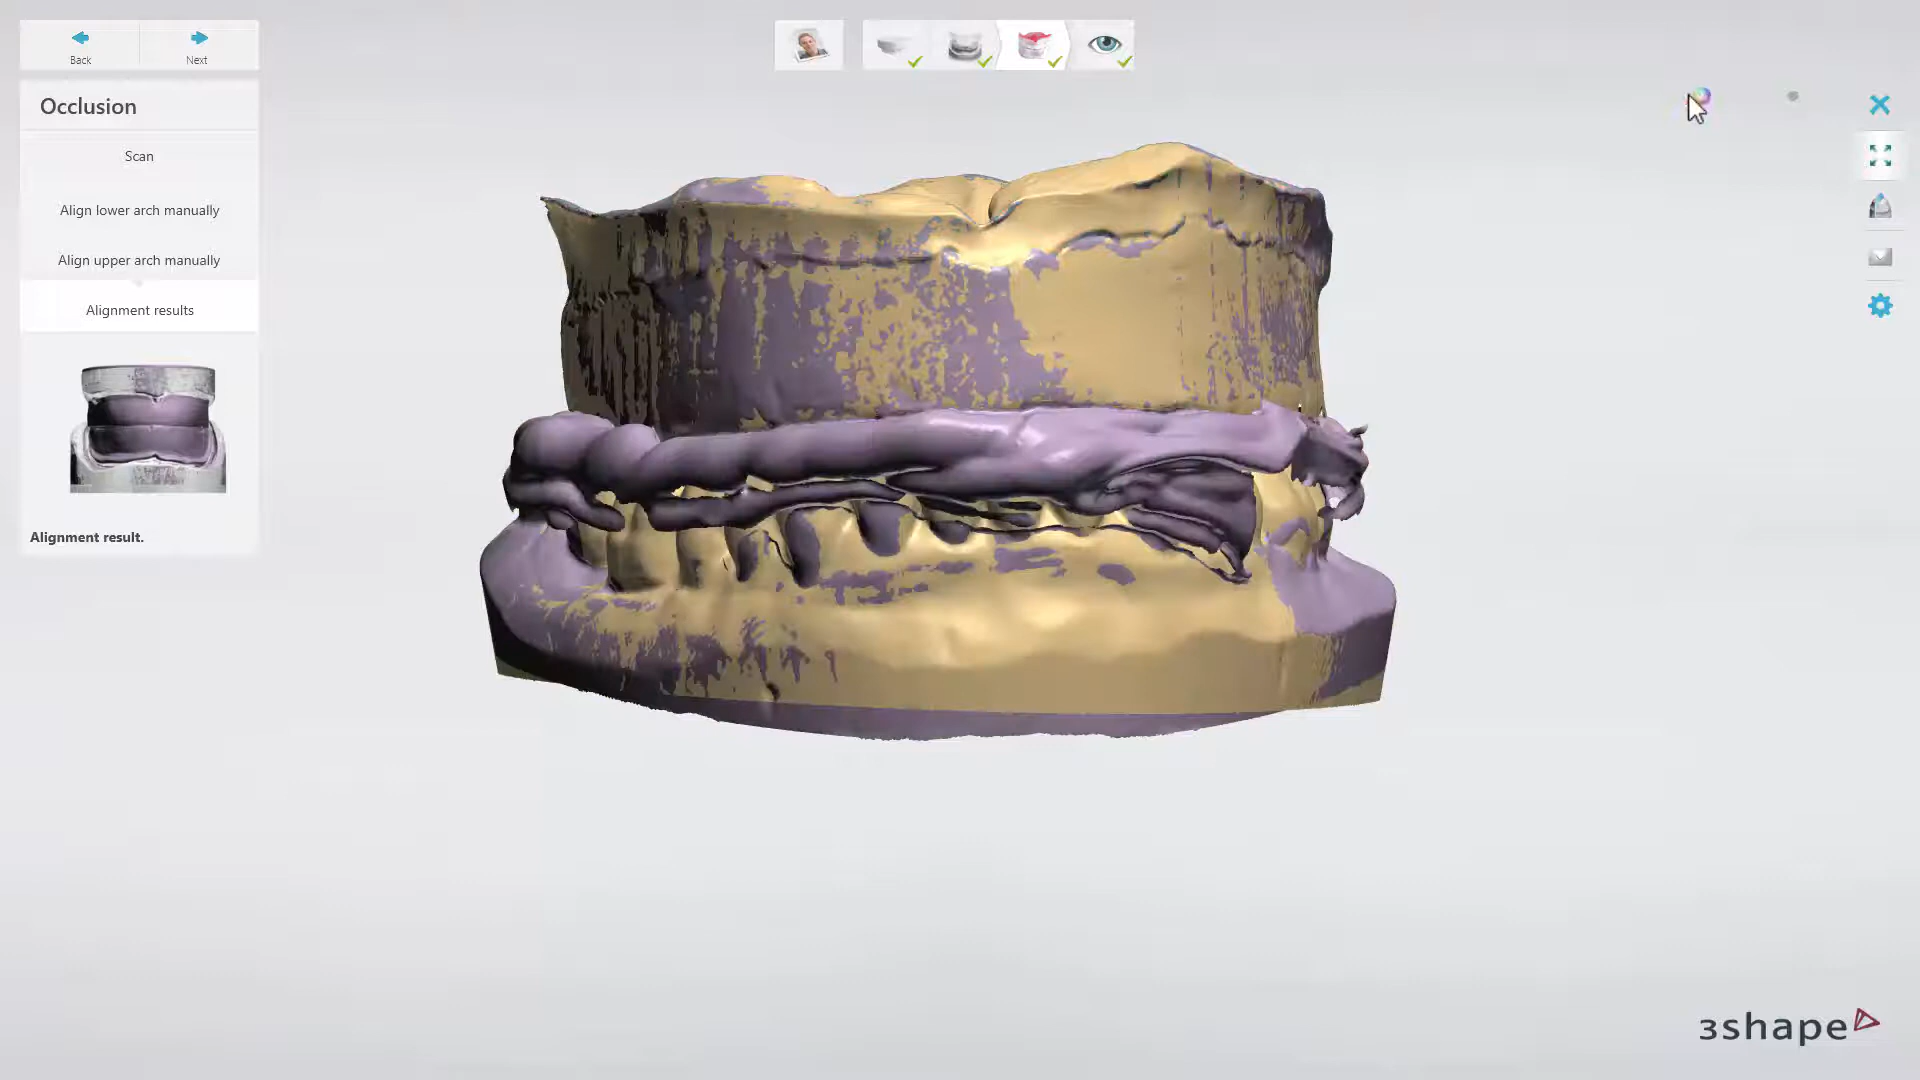 Back
Next
Occlusion
Scan
Align lower arch manually
Align upper arch manually
Alignment results
Alignment result.
3shape